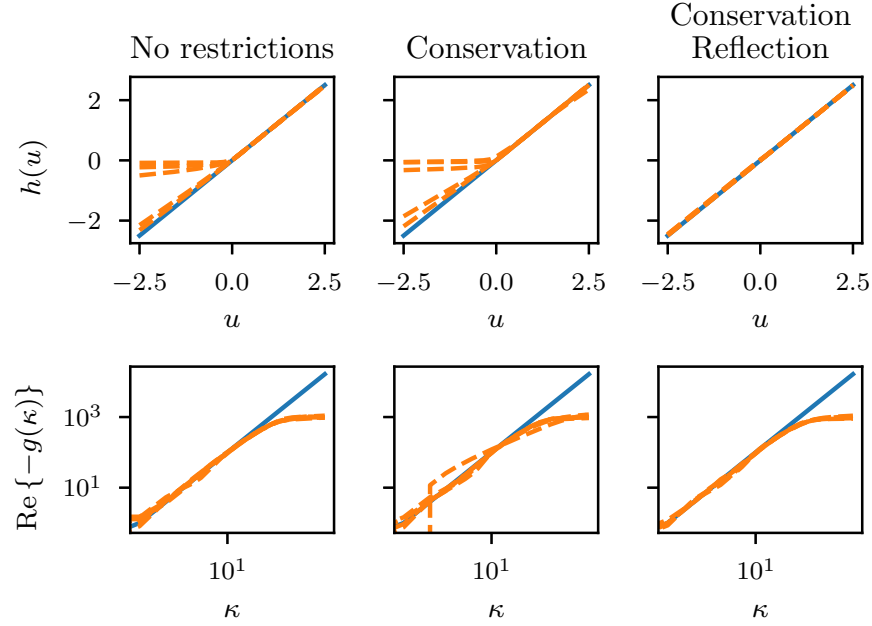 No restrictions
Conservation
Conservation
Reflection
h(u)
2
0
−2
−2.5 0.0 2.5
−2.5 0.0 2.5
−2.5 0.0 2.5
u
u
u
Re {−g(κ)}
10³
10¹
10¹
10¹
10¹
κ
κ
κ